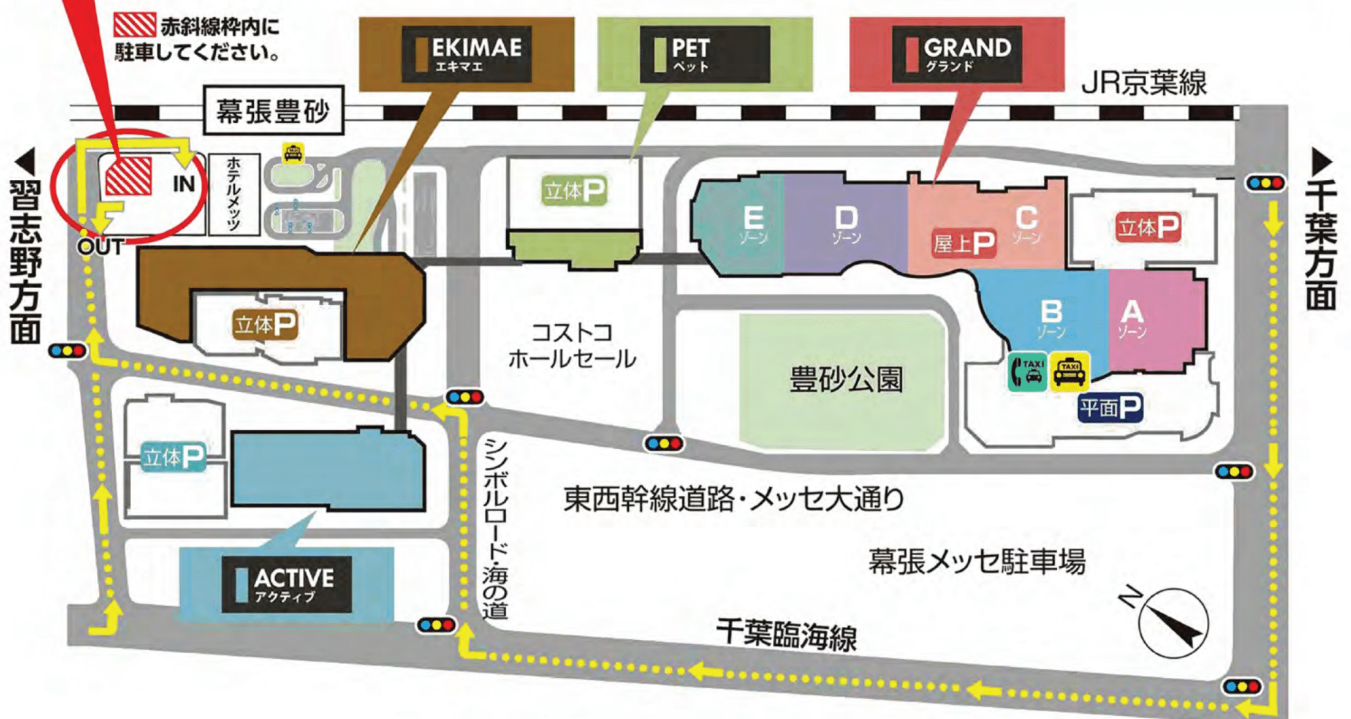 赤斜線枠内に
駐車してください。
EKIMAE
エキマエ
PET
ペット
GRAND
グランド
JR京葉線
幕張豊砂
◀習志野方面
▶千葉方面
IN
OUT
ホテルメッツ
立体P
立体P
E
ゾーン
D
ゾーン
C
ゾーン
屋上P
立体P
B
ゾーン
A
ゾーン
TAXI
TAXI
平面P
コストコ
ホールセール
豊砂公園
立体P
シンボルロード・海の道
東西幹線道路・メッセ大通り
幕張メッセ駐車場
ACTIVE
アクティブ
千葉臨海線
N